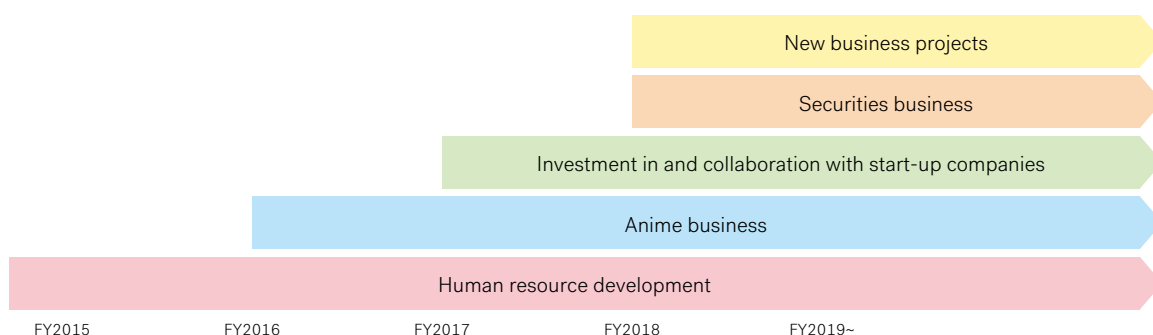 New business projects
Securities business
Investment in and collaboration with start-up companies
Anime business
Human resource development
FY2015 FY2016 FY2017 FY2018 FY2019~